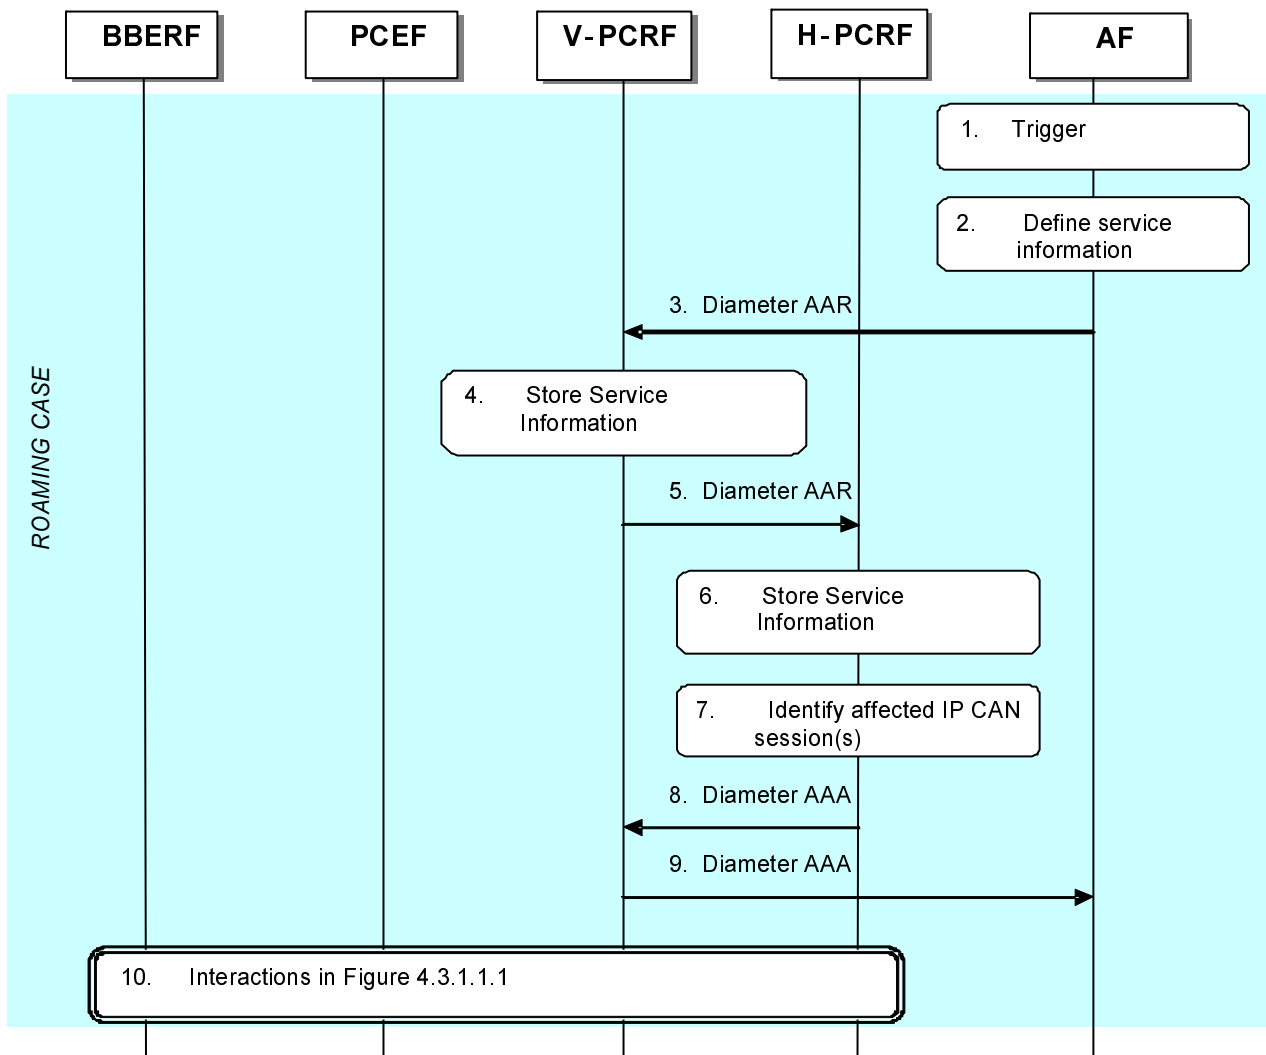 BBERF
PCEF
V-PCRF
H-PCRF
AF
1. Trigger
2. Define service
information
3. Diameter AAR
ROAMING CASE
4. Store Service
Information
5. Diameter AAR
6. Store Service
Information
7. Identify affected IP CAN
session(s)
8. Diameter AAA
9. Diameter AAA
10. Interactions in Figure 4.3.1.1.1